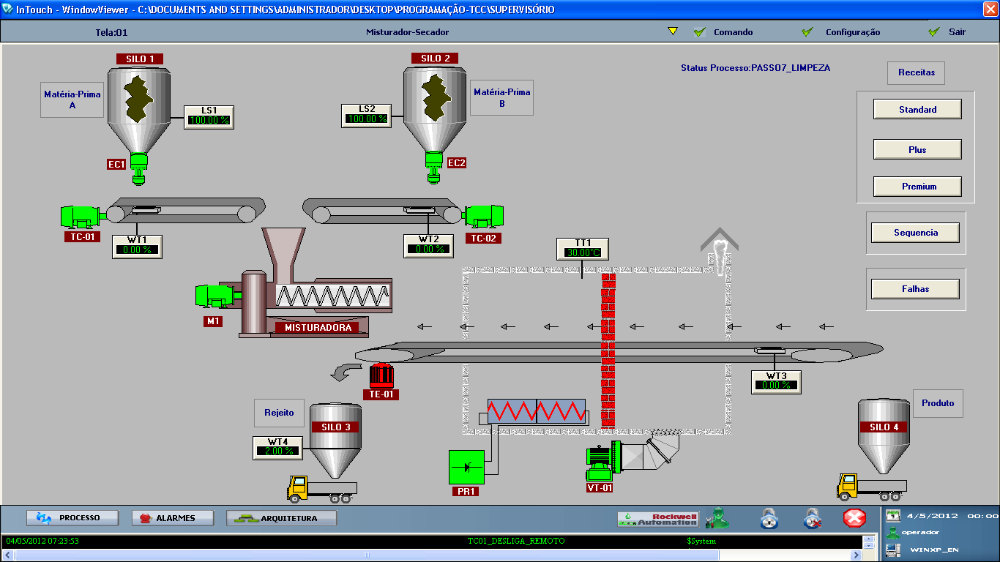 InTouch - WindowViewer - C:\DOCUMENTS AND SETTINGS\ADMINISTRADOR\DESKTOP\PROGRAMAÇÃO-TCC\SUPERVISÓRIO
Tela:01
Misturador-Secador
Comando
Configuração
Sair
SILO 1
SILO 2
Status Processo:PASSO7_LIMPEZA
Receitas
Matéria-Prima
A
Matéria-Prima
B
LS1
100.00 %
LS2
100.00 %
Standard
Plus
Premium
EC1
EC2
TC-01
WT1
0.00 %
WT2
0.00 %
TC-02
Sequencia
TT1
30.00°C
Falhas
M1
MISTURADORA
WT3
0.00 %
TE-01
Rejeito
SILO 3
WT4
2.00 %
Produto
SILO 4
PR1
VT-01
PROCESSO
ALARMES
ARQUITETURA
Rockwell
Automation
4/5/2012 00:00
operador
WINXP_EN
04/05/2012 07:23:53
TC01_DESLIGA_REMOTO
$System